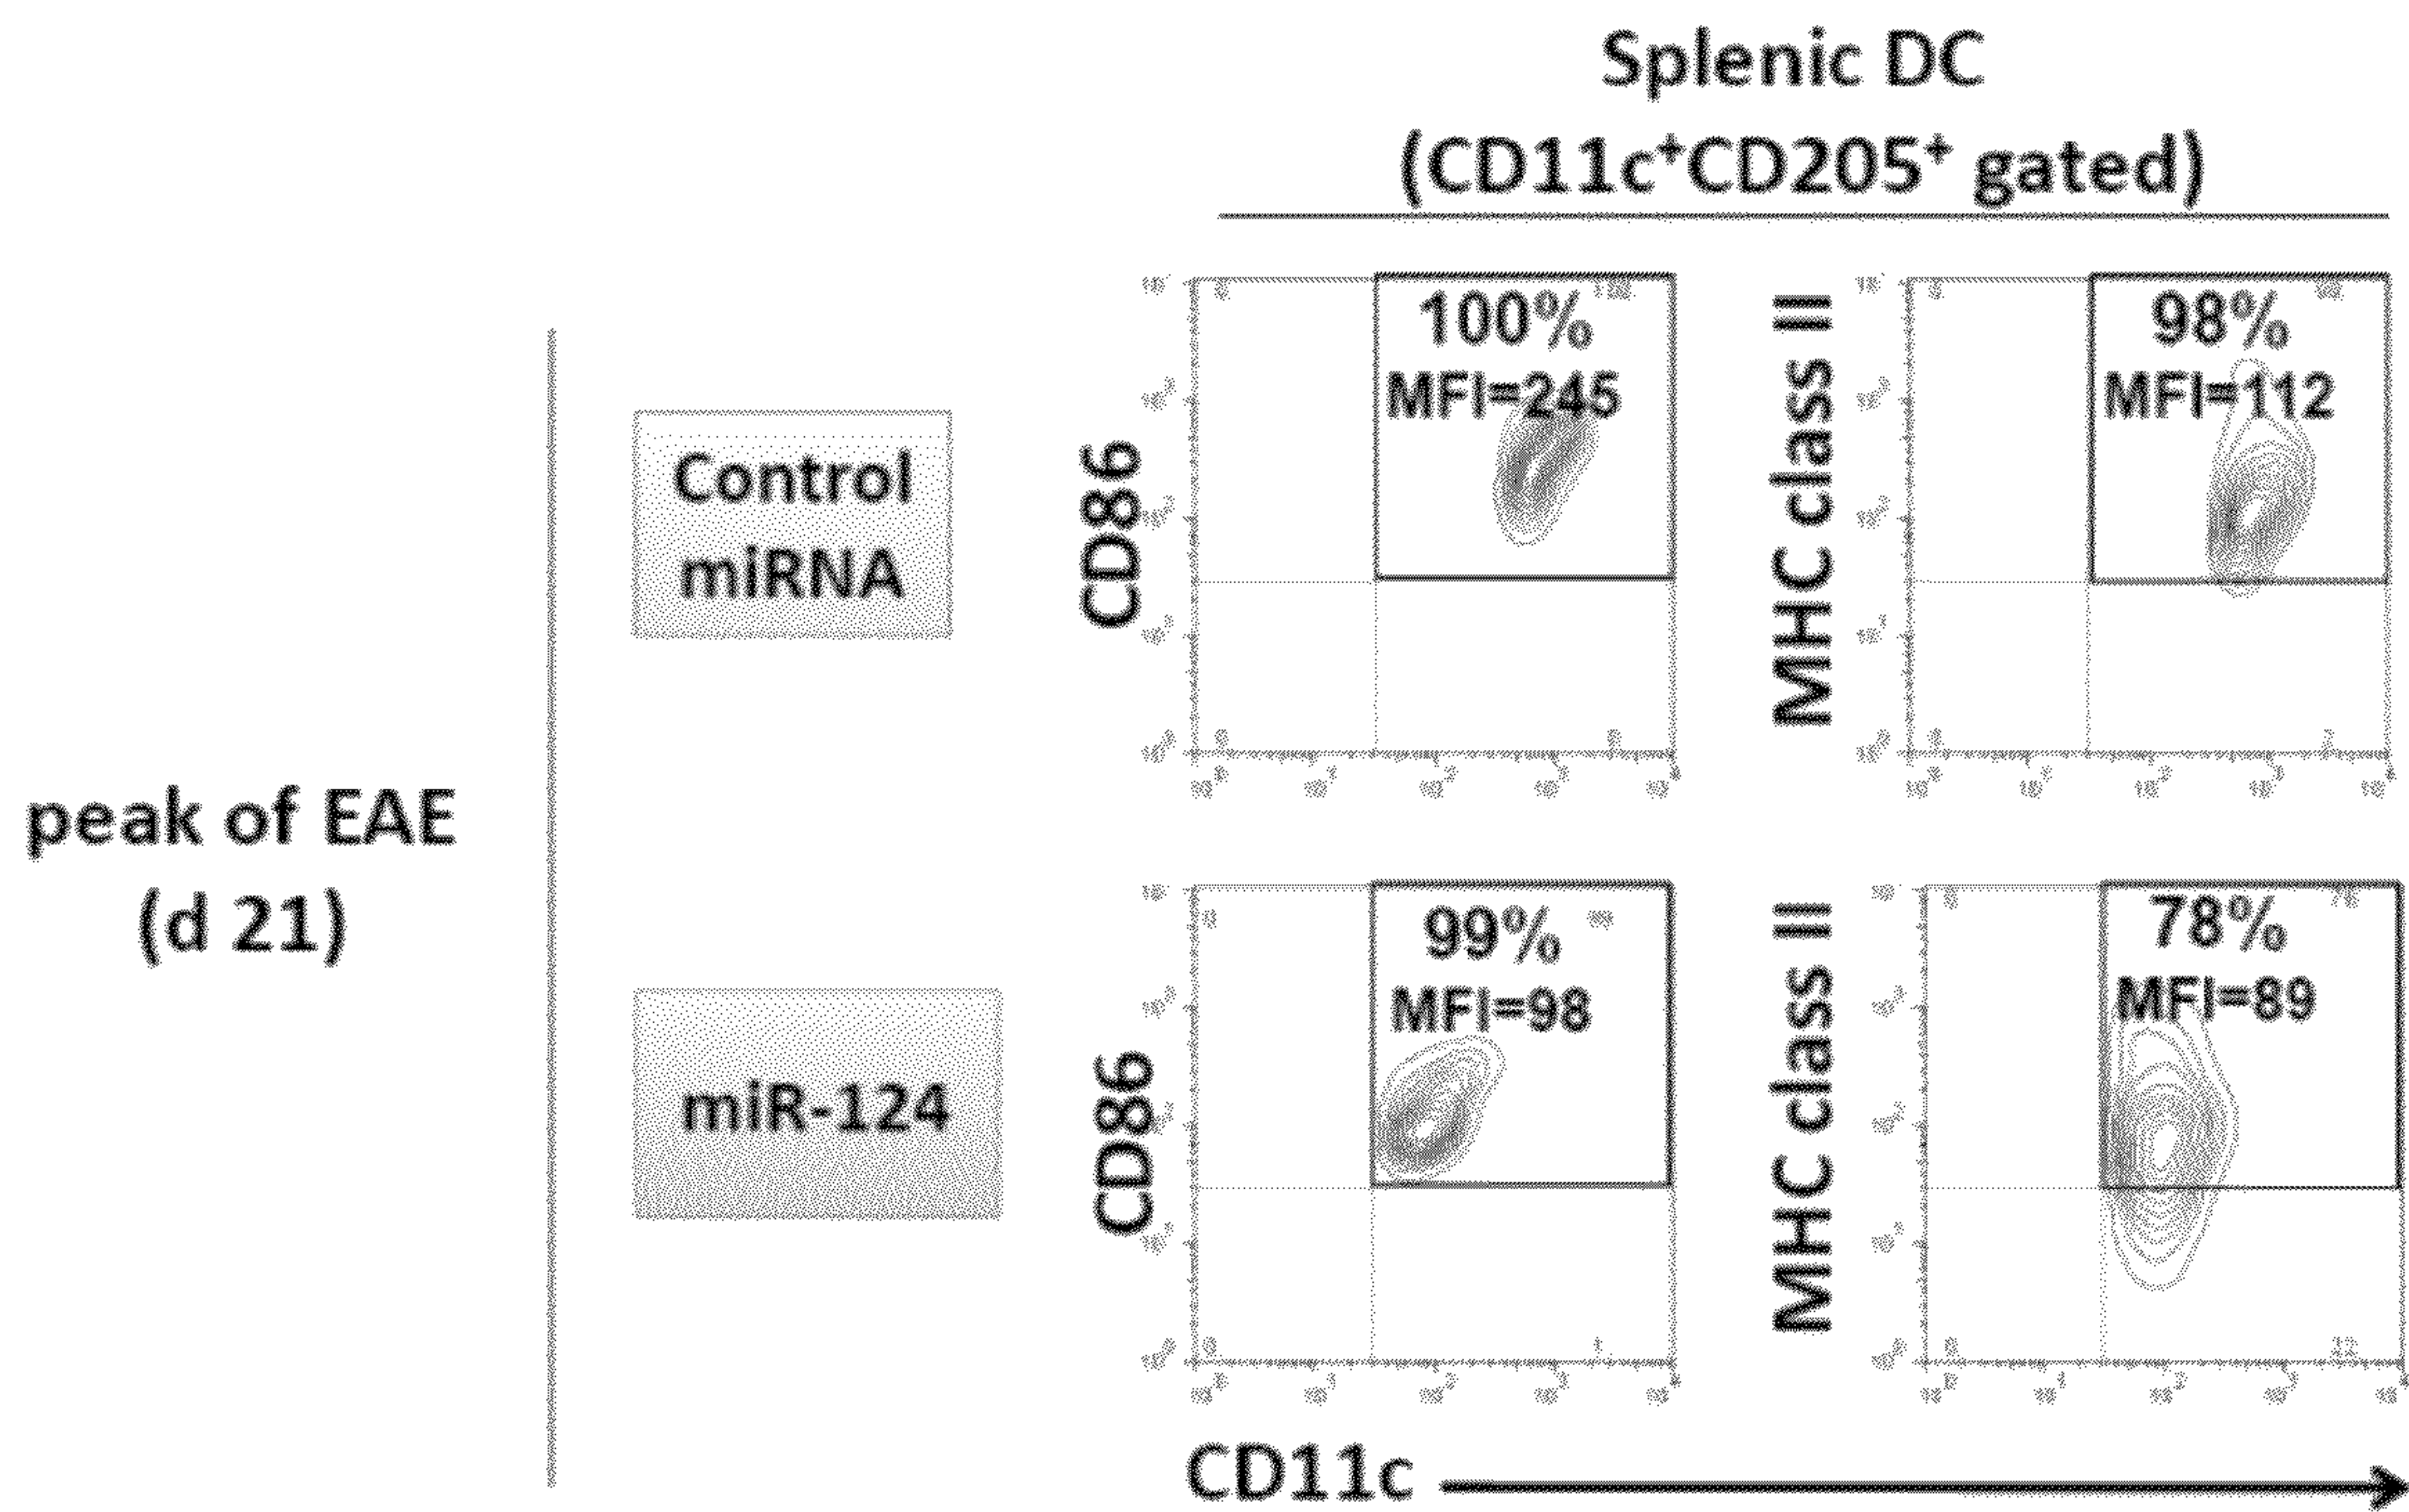 Splenic DC
(CD11c⁺CD205⁺ gated)
peak of EAE
(d 21)
Control
miRNA
CD86
100%
MFI=245
MHC class II
98%
MFI=112
miR-124
CD86
99%
MFI=98
MHC class II
78%
MFI=89
CD11c